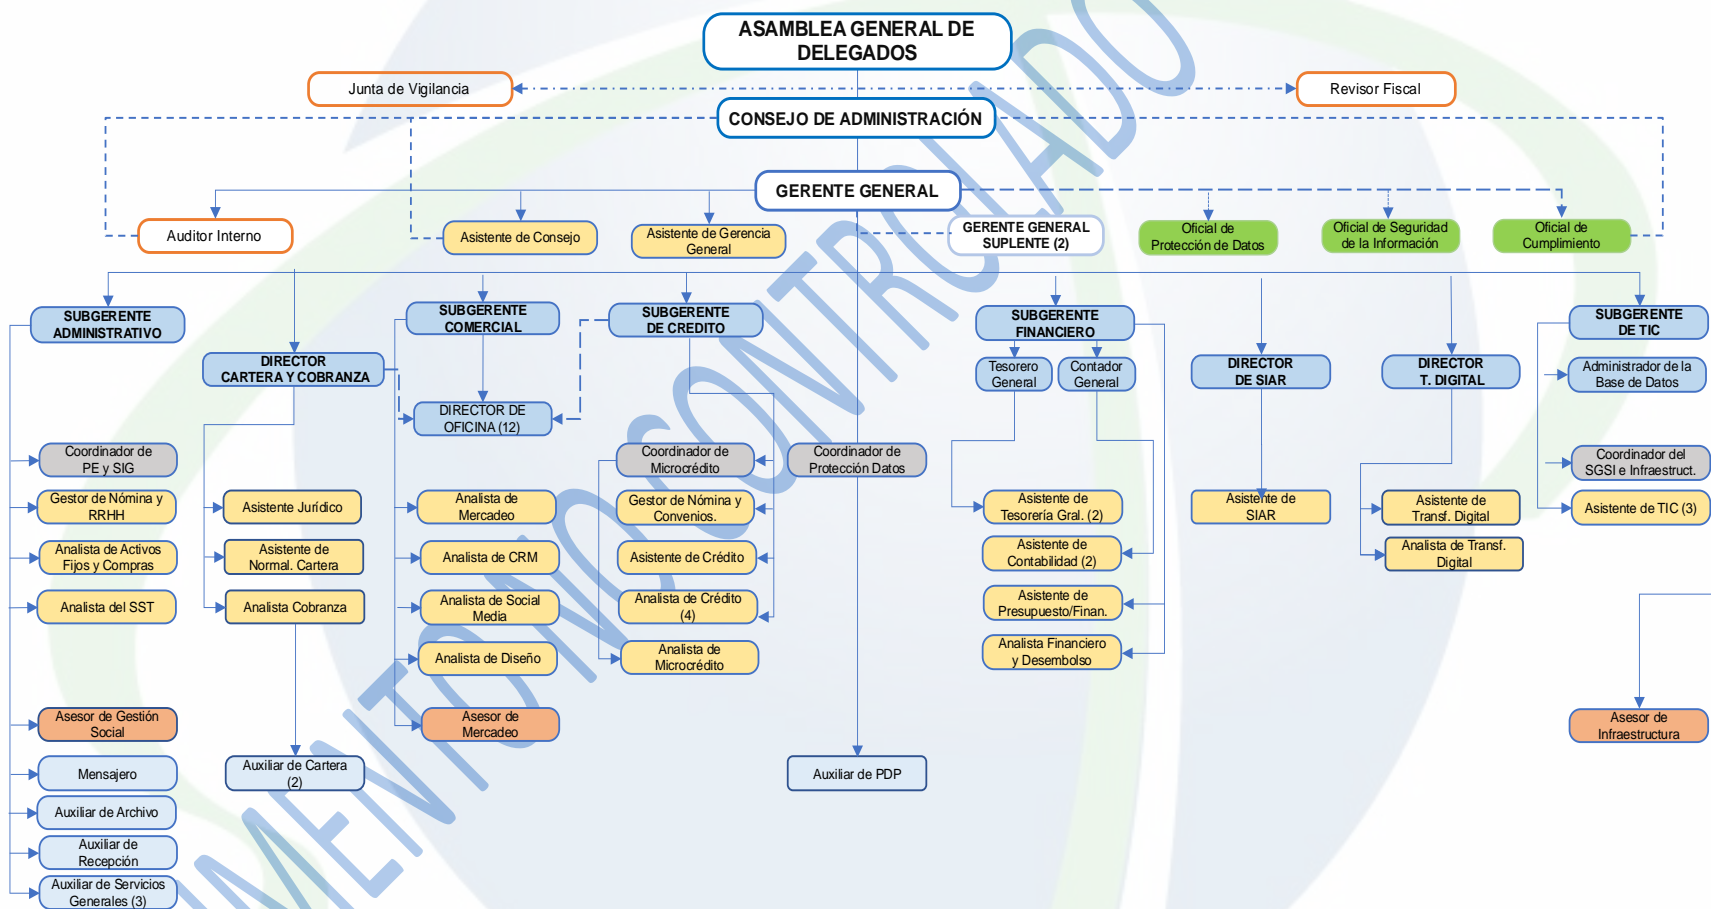 ASAMBLEA GENERAL DE
DELEGADOS
Junta de Vigilancia
Revisor Fiscal
CONSEJO DE ADMINISTRACIÓN
GERENTE GENERAL
Auditor Interno
Asistente de Consejo
Asistente de Gerencia
General
GERENTE GENERAL
SUPLENTE (2)
Oficial de
Protección de Datos
Oficial de Seguridad
de la Información
Oficial de
Cumplimiento
SUBGERENTE
ADMINISTRATIVO
SUBGERENTE
COMERCIAL
SUBGERENTE
DE CREDITO
SUBGERENTE
FINANCIERO
SUBGERENTE
DE TIC
DIRECTOR
CARTERA Y COBRANZA
Tesorero
General
Contador
General
DIRECTOR
DE SIAR
DIRECTOR
T. DIGITAL
Administrador de la
Base de Datos
DIRECTOR DE
OFICINA (12)
Coordinador de
PE y SIG
Coordinador de
Microcrédito
Coordinador de
Protección Datos
Coordinador del
SGSI e Infraestruct.
Gestor de Nómina y
RRHH
Asistente Jurídico
Analista de
Mercadeo
Gestor de Nómina y
Convenios.
Asistente de
Tesorería Gral. (2)
Asistente de
SIAR
Asistente de
Transf. Digital
Asistente de TIC (3)
Analista de Activos
Fijos y Compras
Asistente de
Normal. Cartera
Analista de CRM
Asistente de Crédito
Asistente de
Contabilidad (2)
Analista de Transf.
Digital
Analista del SST
Analista Cobranza
Analista de Social
Media
Analista de Crédito
(4)
Asistente de
Presupuesto/Finan.
Analista de Diseño
Analista de
Microcrédito
Analista Financiero
y Desembolso
Asesor de Gestión
Social
Asesor de
Mercadeo
Asesor de
Infraestructura
Mensajero
Auxiliar de Cartera
(2)
Auxiliar de PDP
Auxiliar de Archivo
Auxiliar de
Recepción
Auxiliar de Servicios
Generales (3)
UMENTO NO CONTROLADO